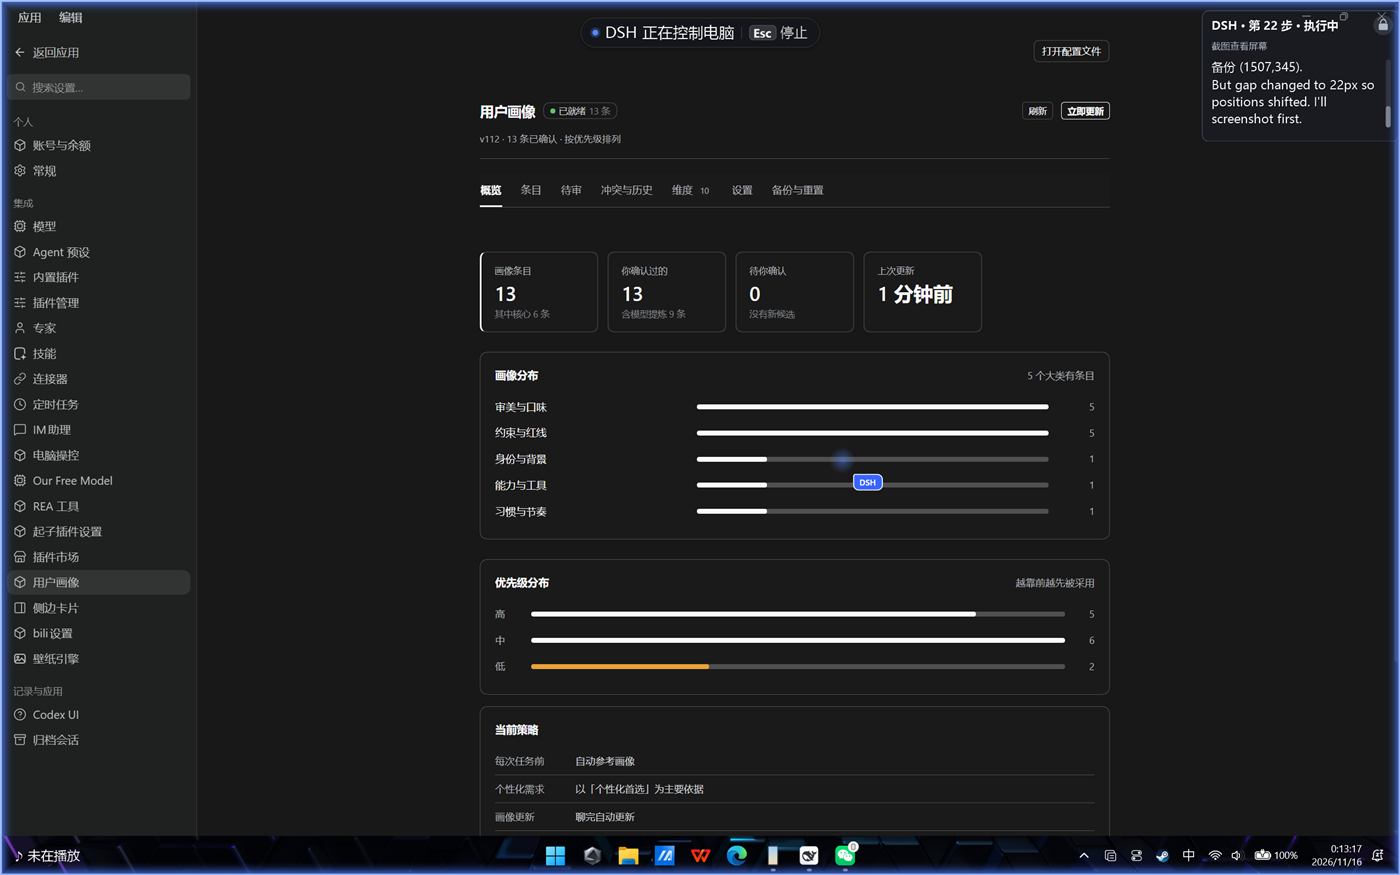 应用 编辑
DSH 正在控制电脑 Esc 停止
DSH • 第 22 步 • 执行中
截图查看屏幕
备份 (1507,345).
But gap changed to 22px so
positions shifted. I'll
screenshot first.
返回应用
搜索设置...
个人
账号与余额
常规
集成
模型
Agent 预设
内置插件
插件管理
专家
技能
连接器
定时任务
IM 助理
电脑操控
Our Free Model
REA 工具
起子插件设置
插件市场
用户画像
侧边卡片
bili 设置
壁纸引擎
记录与应用
Codex UI
归档会话
打开配置文件
用户画像 已就绪 13 条
刷新 立即更新
v112 · 13 条已确认 · 按优先级排列
概览 条目 待审 冲突与历史 维度 10 设置 备份与重置
画像条目
13
其中核心 6 条
你确认过的
13
含模型提炼 9 条
待你确认
0
没有新候选
上次更新
1 分钟前
画像分布 5 个大类有条目
审美与口味 5
约束与红线 5
身份与背景 1
能力与工具 1
习惯与节奏 1
DSH
优先级分布 越靠前越先被采用
高 5
中 6
低 2
当前策略
每次任务前 自动参考画像
个性化需求 以「个性化首选」为主要依据
画像更新 聊完自动更新
♪ 未在播放
0
中
100%
0:13:17
2026/11/16